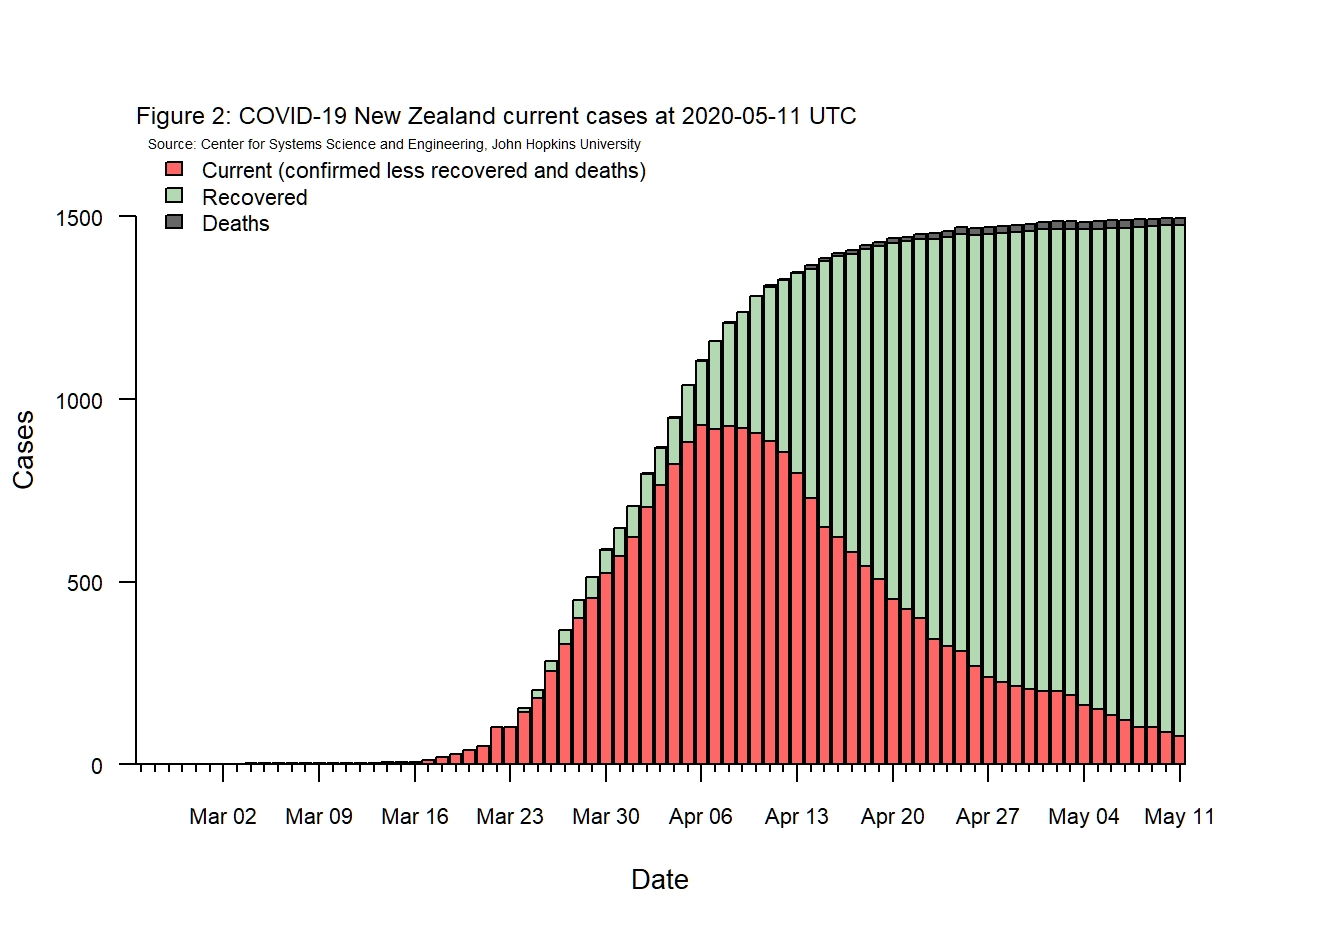 Figure 2: COVID-19 New Zealand current cases at 2020-05-11 UTC
Source: Center for Systems Science and Engineering, John Hopkins University
Current (confirmed less recovered and deaths)
Recovered
Deaths
1500
1000
500
0
Cases
Mar 02 Mar 09 Mar 16 Mar 23 Mar 30 Apr 06 Apr 13 Apr 20 Apr 27 May 04 May 11
Date